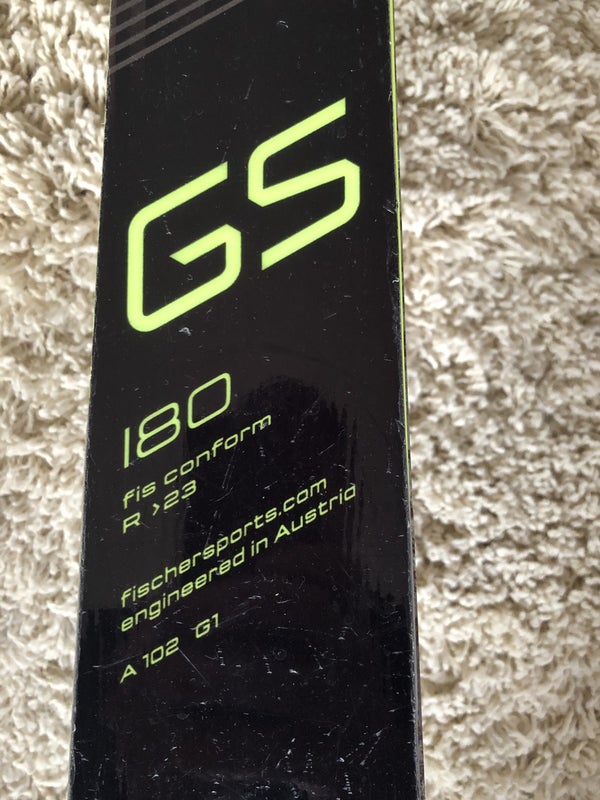 GS
180
fis conform
R >23
fischersports.com
engineered in Austria
A 102 G1